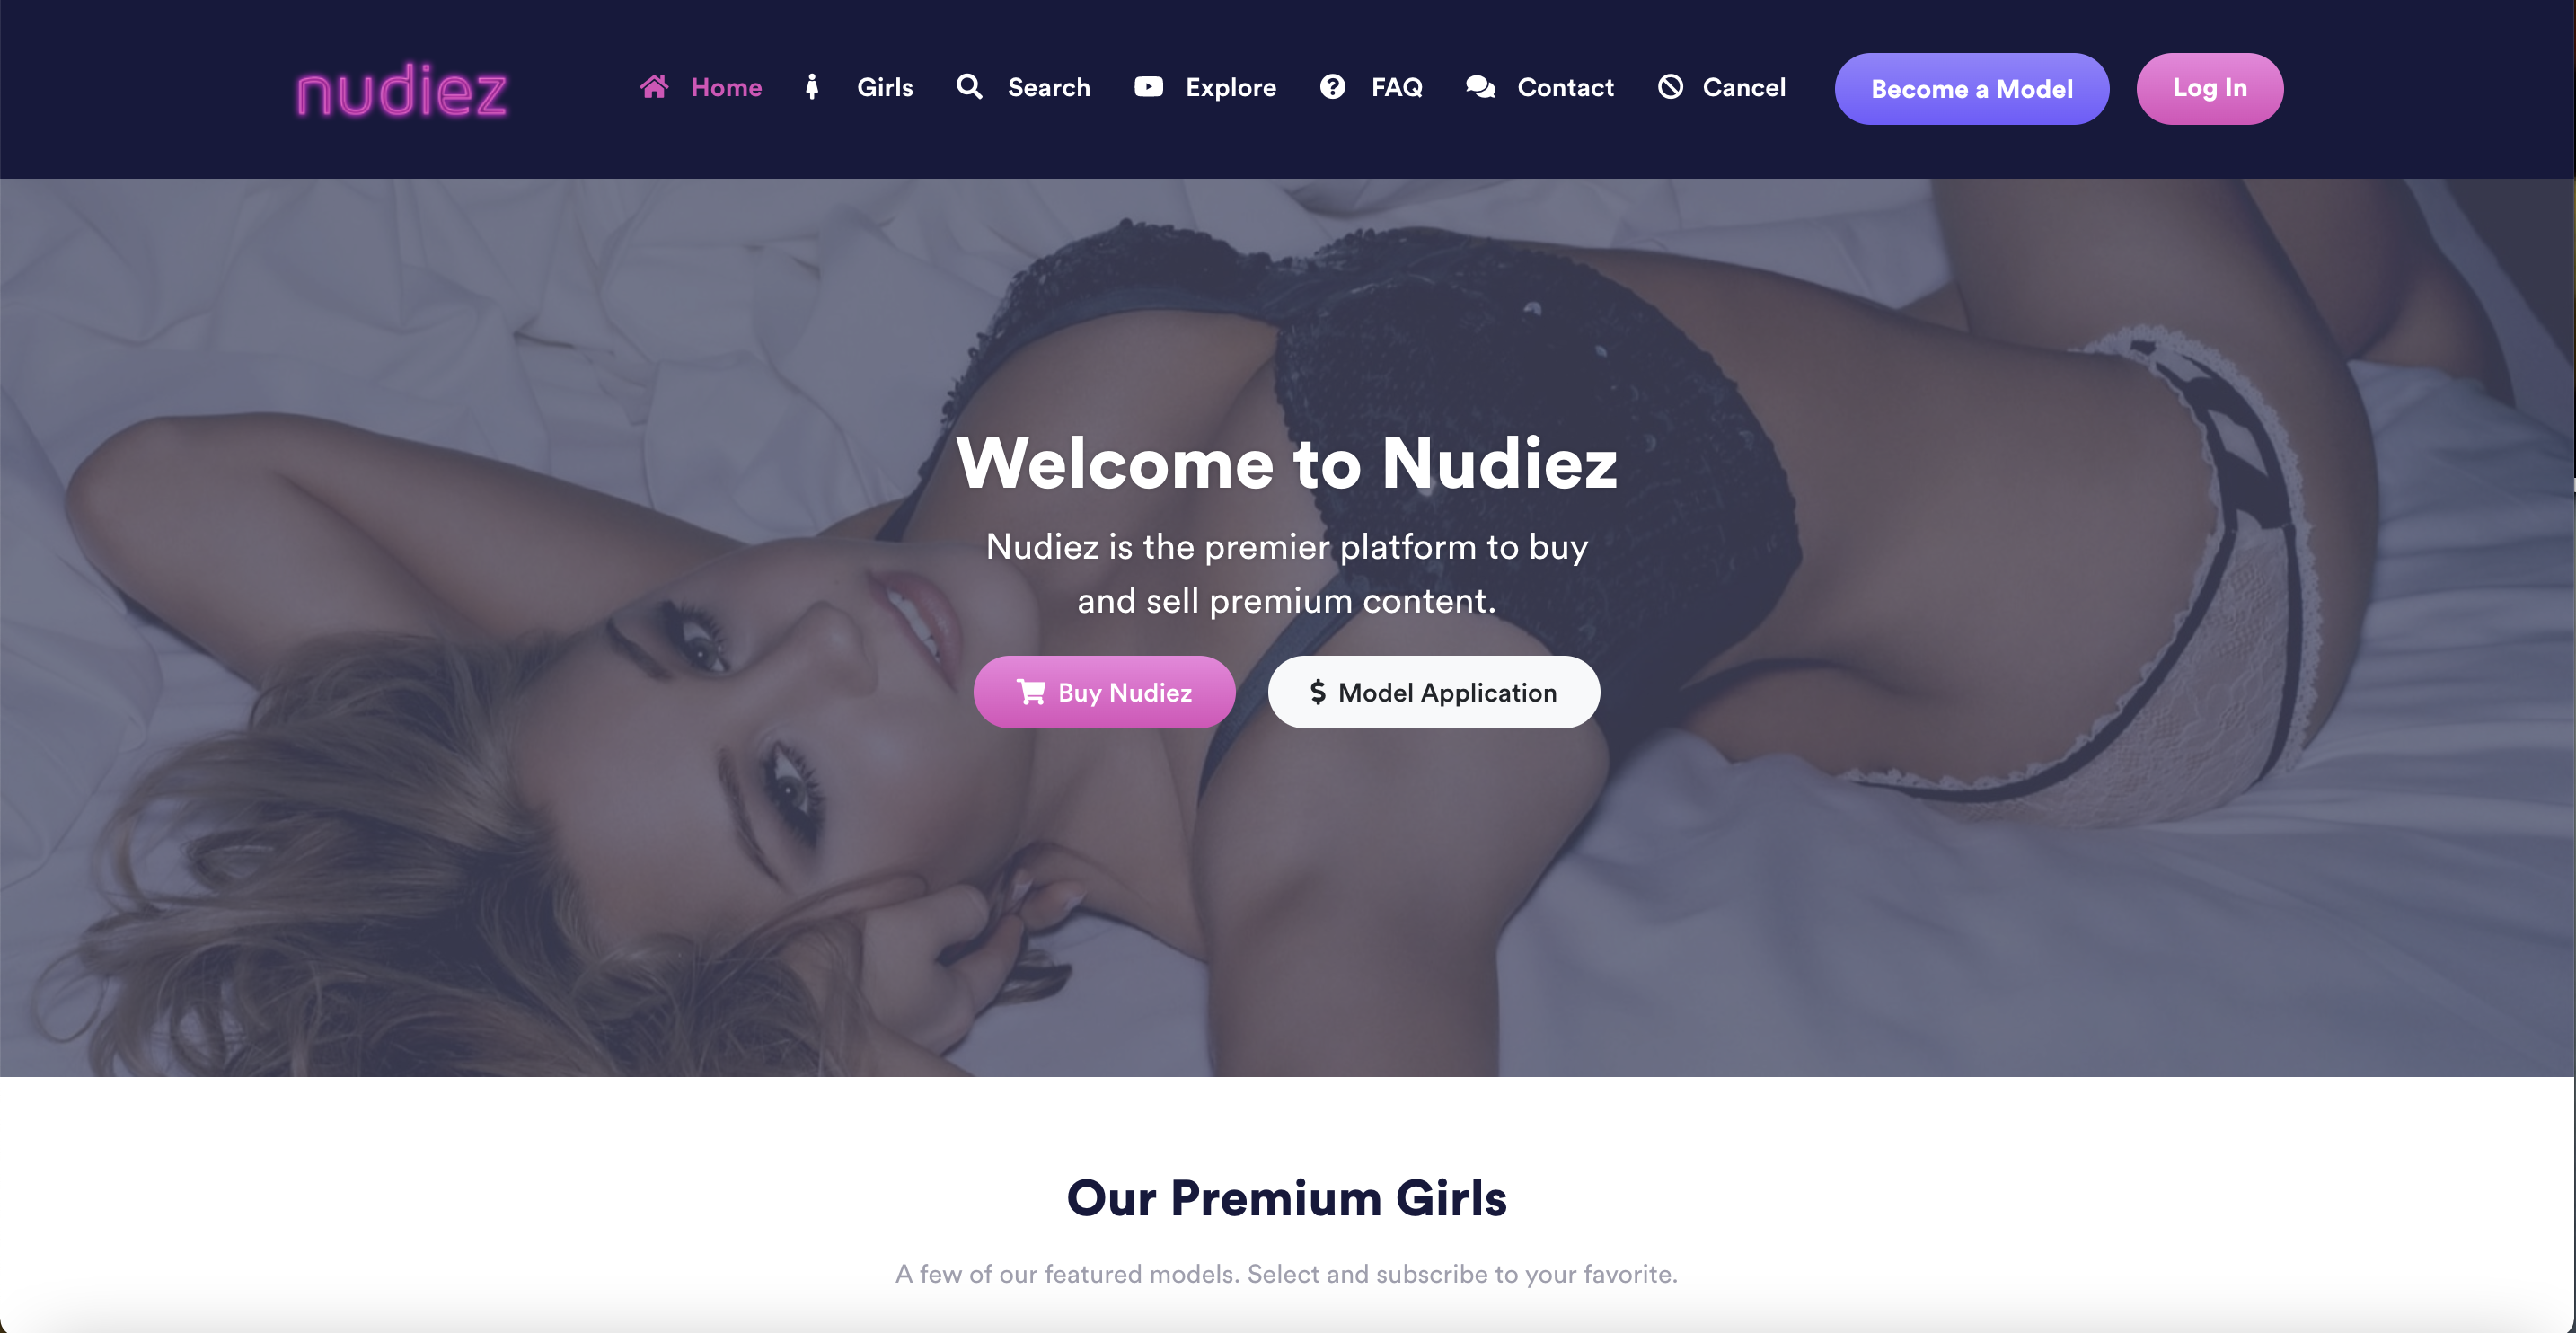 nudiez
Home Girls Search Explore FAQ Contact Cancel Become a Model Log In
Welcome to Nudiez
Nudiez is the premier platform to buy
and sell premium content.
Buy Nudiez $ Model Application
Our Premium Girls
A few of our featured models. Select and subscribe to your favorite.